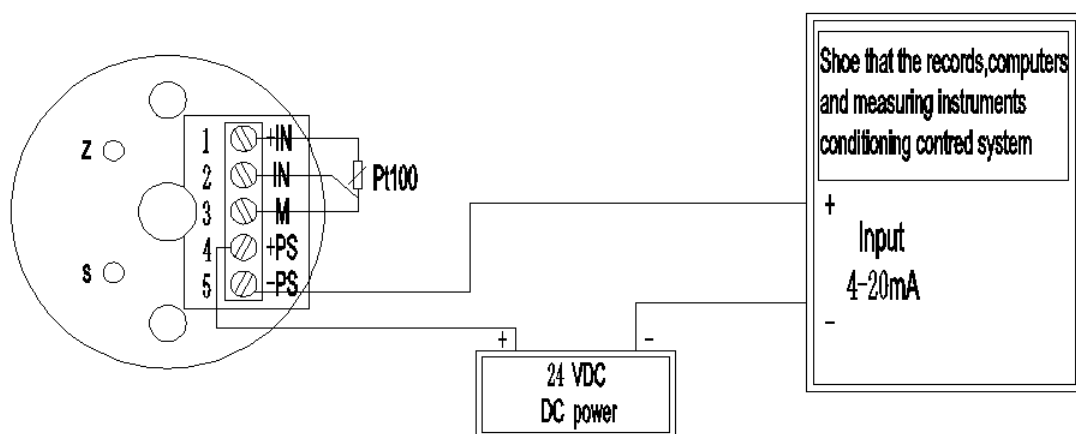 Z
S
1 +IN
2 IN
3 M
4 +PS
5 -PS
Pt100
Shoe that the records,computers
and measuring instruments
conditioning contred system
+
Input
4-20mA
-
+ -
24 VDC
DC power